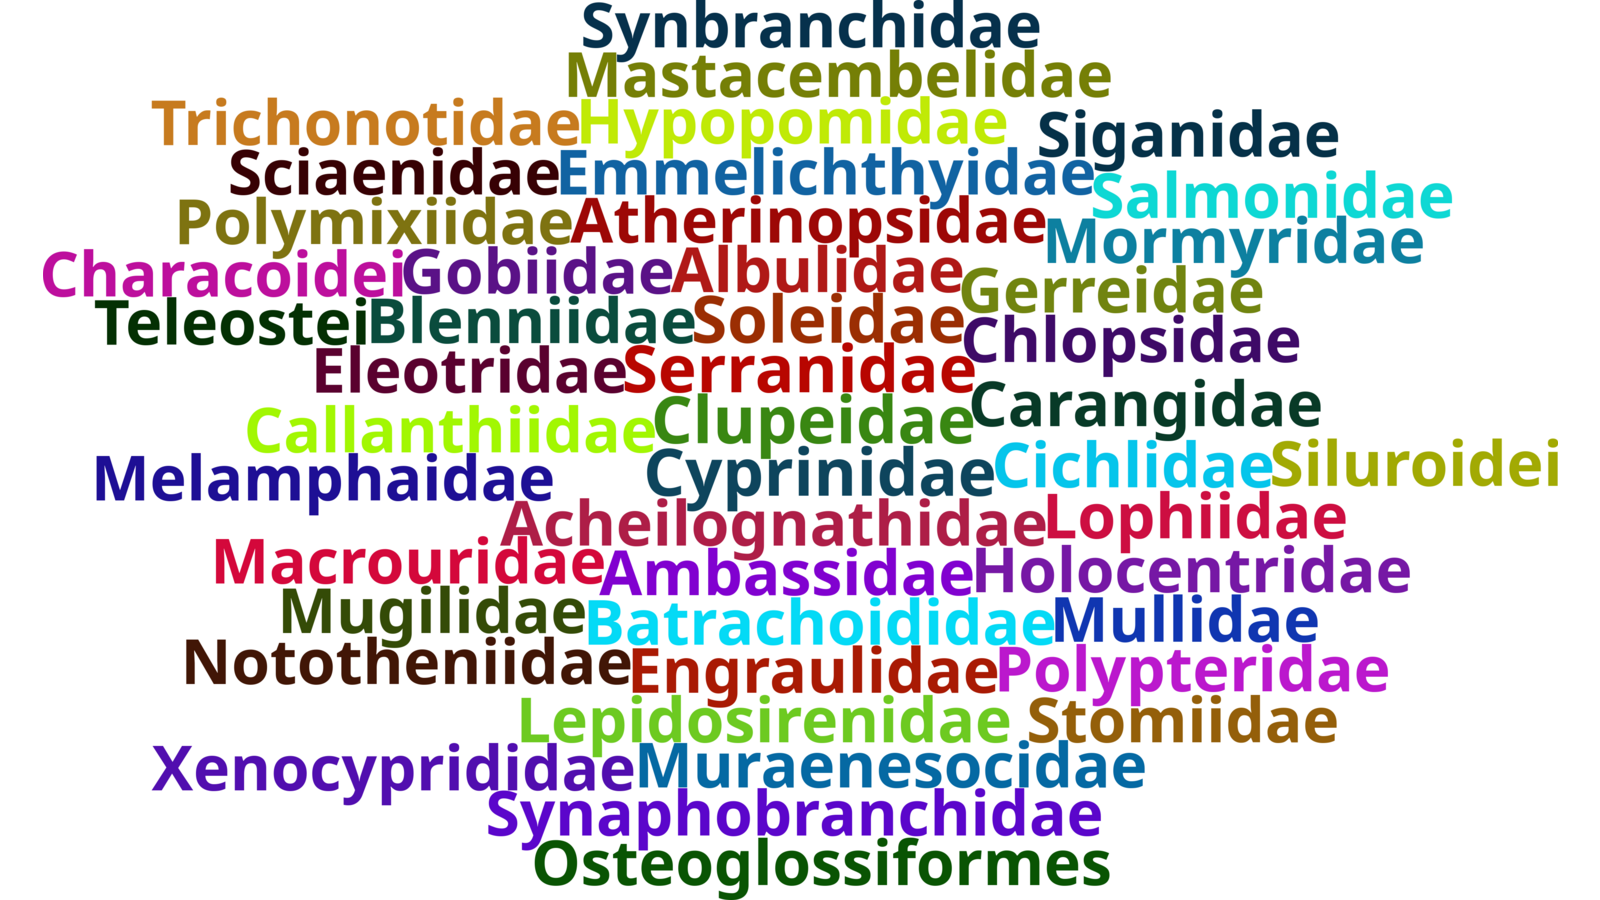 Synbranchidae
Mastacembelidae
Trichonotidae Hypopomidae Siganidae
Sciaenidae Emmelichthyidae Salmonidae
Polymixiidae Atherinopsidae Mormyridae
Characoidei Gobiidae Albulidae Gerreidae
Teleostei Blenniidae Soleidae Chlopsidae
Eleotridae Serranidae Carangidae
Callanthiidae Clupeidae
Melamphaidae Cyprinidae Cichlidae Siluroidei
Acheilognathidae Lophiidae
Macrouridae Ambassidae Holocentridae
Mugilidae Batrachoididae Mullidae
Nototheniidae Engraulidae Polypteridae
Lepidosirenidae Stomiidae
Xenocyprididae Muraenesocidae
Synaphobranchidae
Osteoglossiformes